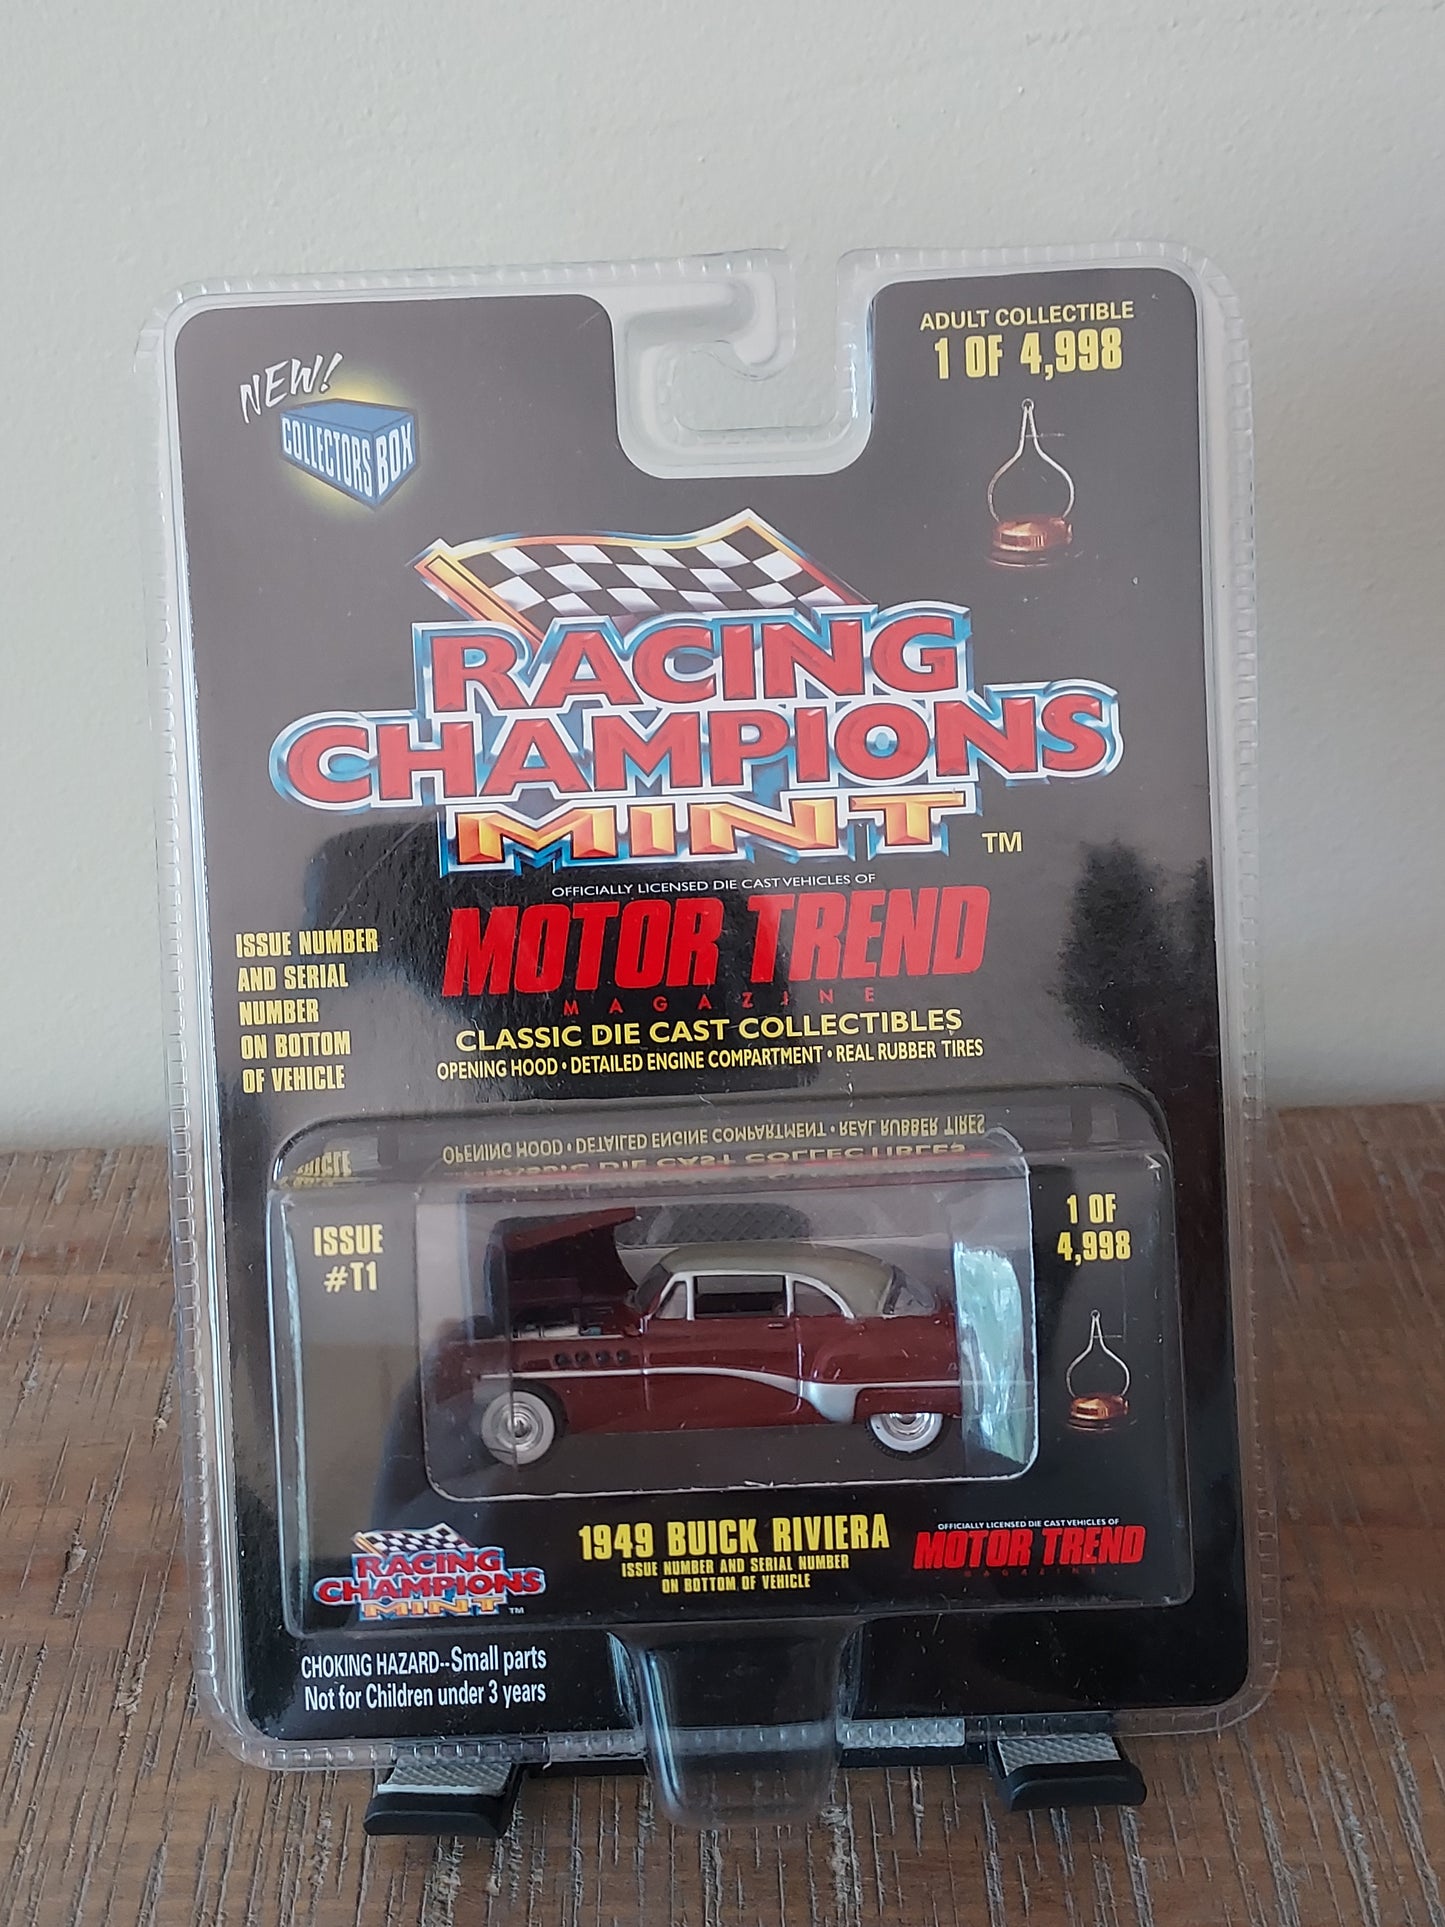 NEW!
COLLECTORS BOX
ADULT COLLECTIBLE
1 OF 4,998
RACING
CHAMPIONS
MINT
TM
OFFICIALLY LICENSED DIE CAST VEHICLES OF
MOTOR TREND
MAGAZINE
CLASSIC DIE CAST COLLECTIBLES
OPENING HOOD • DETAILED ENGINE COMPARTMENT • REAL RUBBER TIRES
ISSUE NUMBER
AND SERIAL
NUMBER
ON BOTTOM
OF VEHICLE
ISSUE
#T1
1 OF
4,998
RACING
CHAMPIONS
MINT
TM
1949 BUICK RIVIERA
ISSUE NUMBER AND SERIAL NUMBER
ON BOTTOM OF VEHICLE
OFFICIALLY LICENSED DIE CAST VEHICLES OF
MOTOR TREND
MAGAZINE
CHOKING HAZARD--Small parts
Not for Children under 3 years